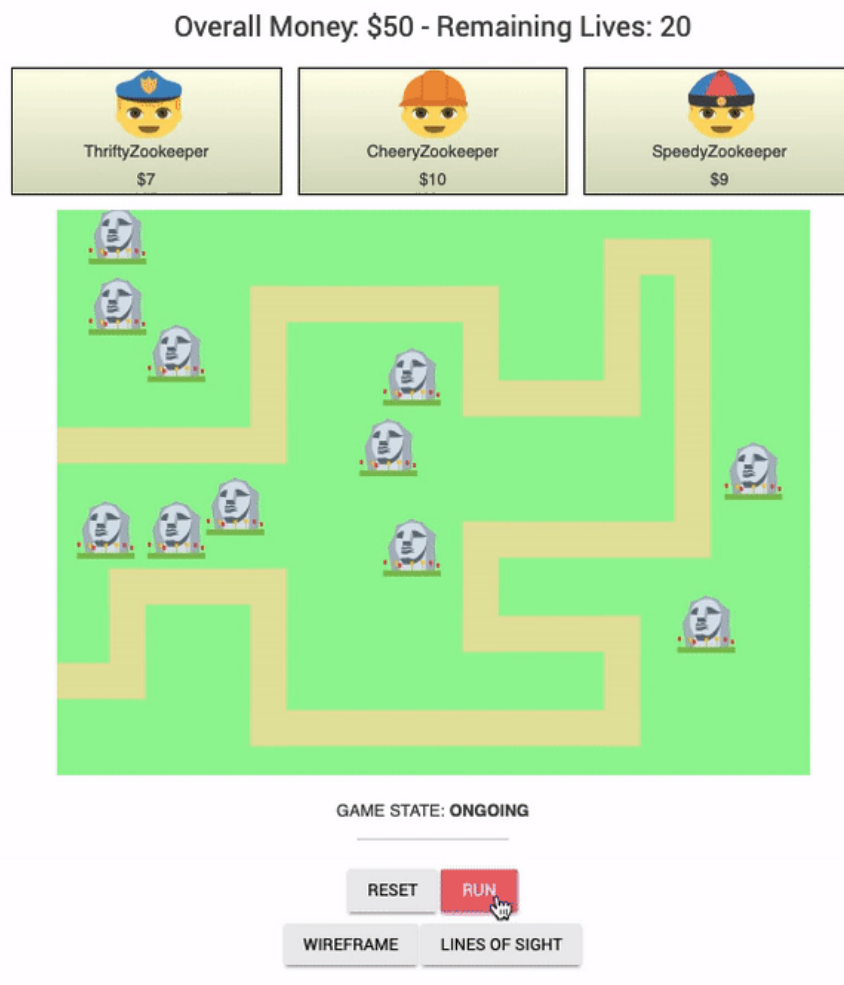 Overall Money: $50 - Remaining Lives: 20
ThriftyZookeeper
$7
CheeryZookeeper
$10
SpeedyZookeeper
$9
GAME STATE: ONGOING
RESET
RUN
WIREFRAME
LINES OF SIGHT